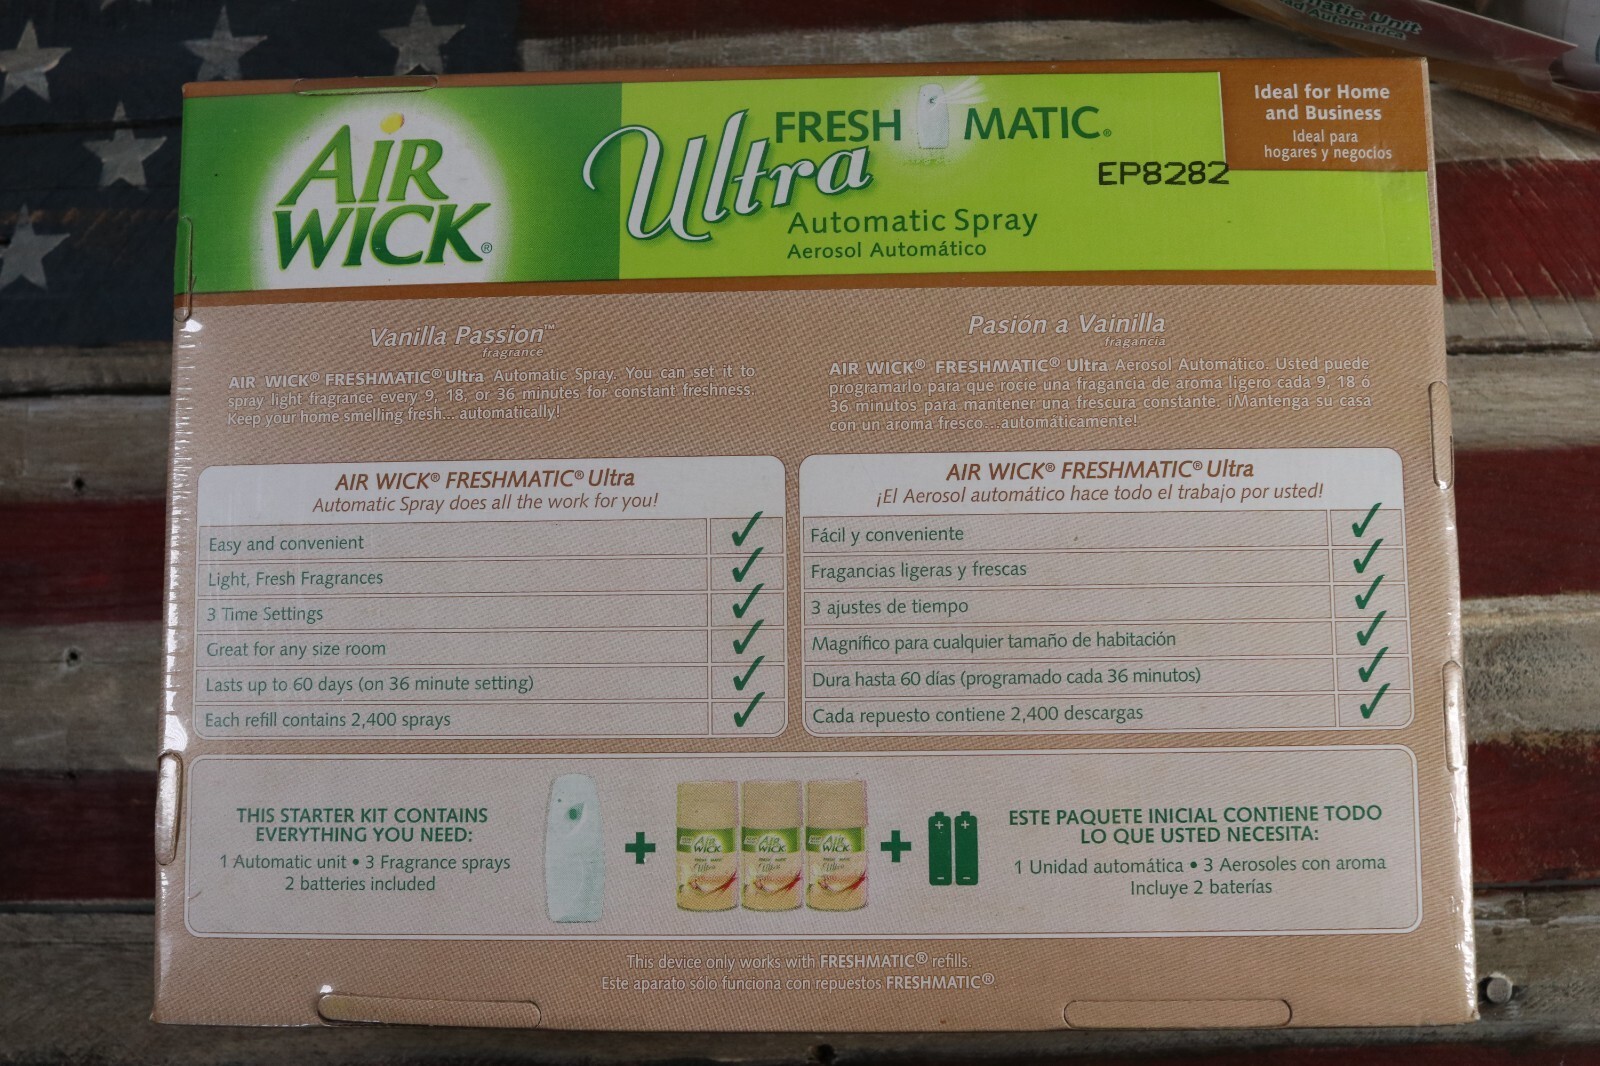 AIR
WICK®
Ultra
FRESH MATIC®
Automatic Spray
Aerosol Automático
EP8282
Ideal for Home
and Business
Ideal para
hogares y negocios
Vanilla Passion™
fragrance
AIR WICK® FRESHMATIC® Ultra Automatic Spray. You can set it to
spray light fragrance every 9, 18, or 36 minutes for constant freshness.
Keep your home smelling fresh... automatically!
Pasión a Vainilla
fragancia
AIR WICK® FRESHMATIC® Ultra Aerosol Automático. Usted puede
programarlo para que rocíe una fragancia de aroma ligero cada 9, 18 ó
36 minutos para mantener una frescura constante. ¡Mantenga su casa
con un aroma fresco...automáticamente!
AIR WICK® FRESHMATIC® Ultra
Automatic Spray does all the work for you!
Easy and convenient
Light, Fresh Fragrances
3 Time Settings
Great for any size room
Lasts up to 60 days (on 36 minute setting)
Each refill contains 2,400 sprays
AIR WICK® FRESHMATIC® Ultra
¡El Aerosol automático hace todo el trabajo por usted!
Fácil y conveniente
Fragancias ligeras y frescas
3 ajustes de tiempo
Magnífico para cualquier tamaño de habitación
Dura hasta 60 días (programado cada 36 minutos)
Cada repuesto contiene 2,400 descargas
THIS STARTER KIT CONTAINS
EVERYTHING YOU NEED:
1 Automatic unit • 3 Fragrance sprays
2 batteries included
+
AIR WICK
Ultra
AIR WICK
Ultra
AIR WICK
Ultra
+
ESTE PAQUETE INICIAL CONTIENE TODO
LO QUE USTED NECESITA:
1 Unidad automática • 3 Aerosoles con aroma
Incluye 2 baterías
This device only works with FRESHMATIC® refills.
Este aparato sólo funciona con repuestos FRESHMATIC®